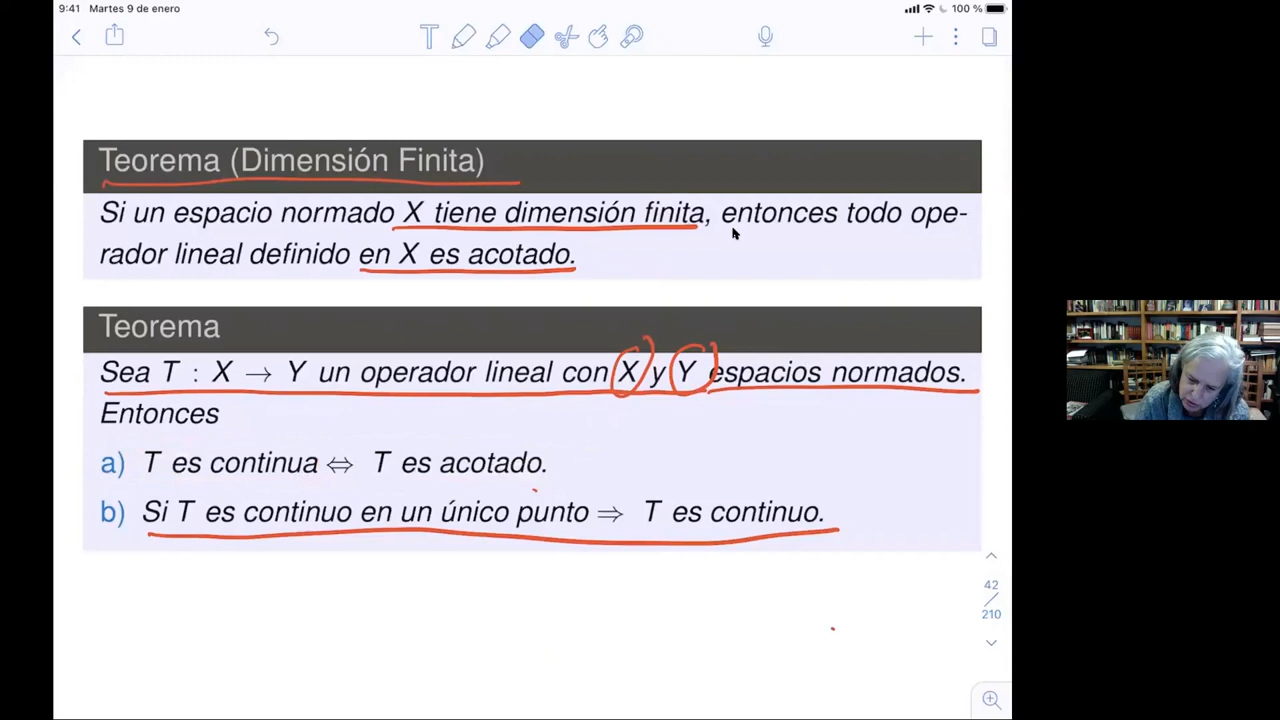 9:41 Martes 9 de enero 100 %
Teorema (Dimensión Finita)
Si un espacio normado X tiene dimensión finita, entonces todo ope-
rador lineal definido en X es acotado.
Teorema
Sea T : X → Y un operador lineal con X y Y espacios normados.
Entonces
a) T es continua ⇔ T es acotado.
b) Si T es continuo en un único punto ⇒ T es continuo.
42
210